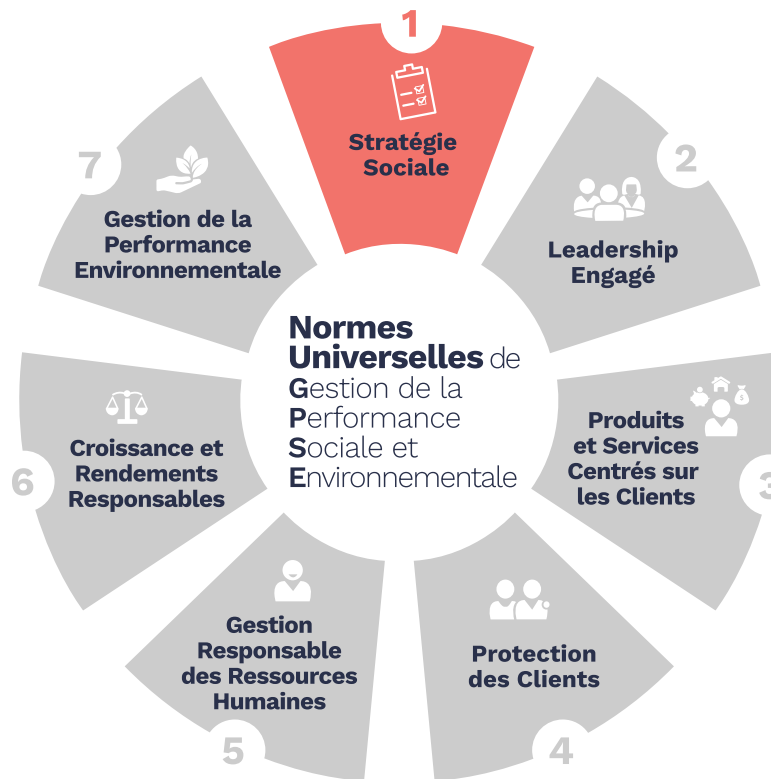 1
Stratégie
Sociale
2
Leadership
Engagé
3
Produits
et Services
Centrés sur
les Clients
4
Protection
des Clients
5
Gestion
Responsable
des Ressources
Humaines
6
Croissance et
Rendements
Responsables
7
Gestion de la
Performance
Environnementale
Normes
Universelles de
Gestion de la
Performance
Sociale et
Environnementale